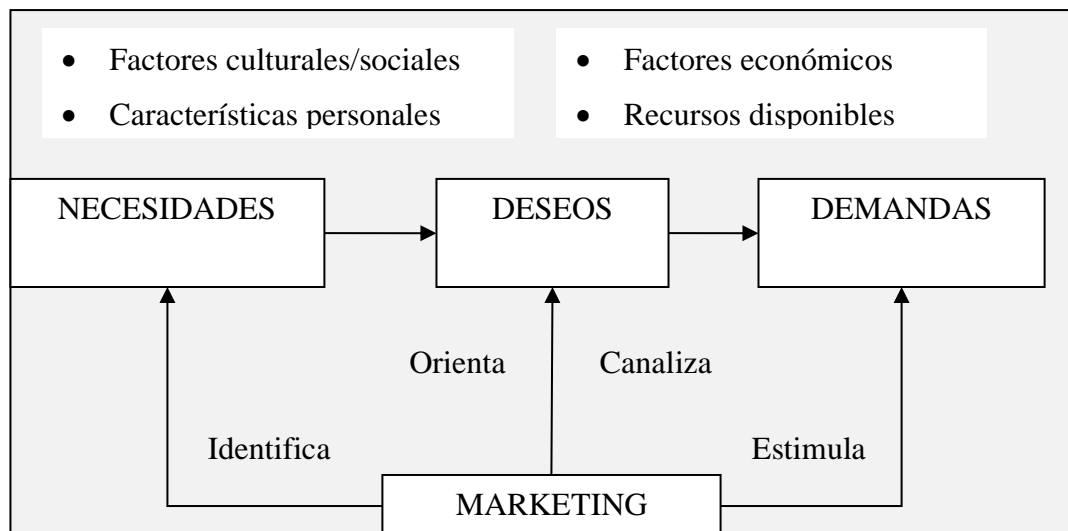 • Factores culturales/sociales
• Características personales
• Factores económicos
• Recursos disponibles
NECESIDADES
DESEOS
DEMANDAS
Orienta
Canaliza
Identifica
Estimula
MARKETING